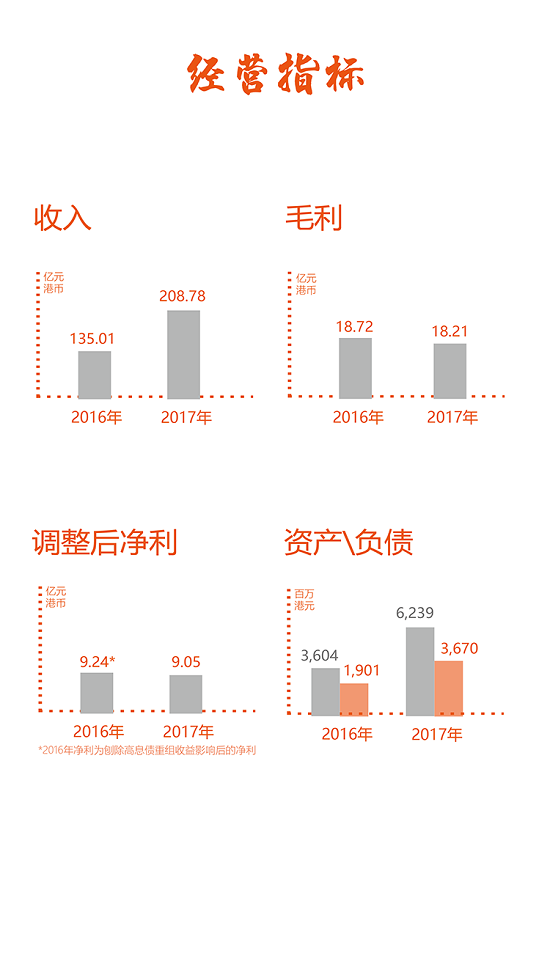 经营指标
收入
毛利
亿元
港币
208.78
135.01
2016年
2017年
亿元
港币
18.72
18.21
2016年
2017年
调整后净利
资产\负债
亿元
港币
9.24*
9.05
2016年
2017年
*2016年净利为刨除高息债重组收益影响后的净利
百万
港元
6,239
3,604
3,670
1,901
2016年
2017年